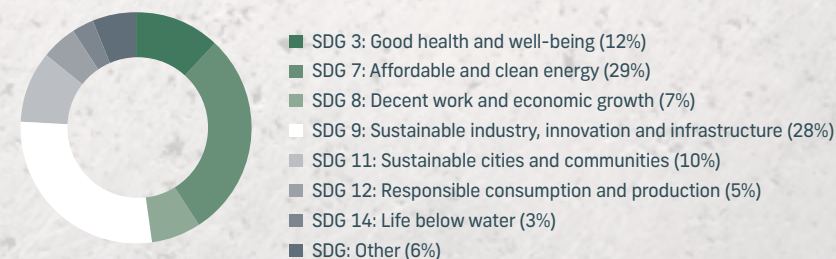 SDG 3: Good health and well-being (12%)
SDG 7: Affordable and clean energy (29%)
SDG 8: Decent work and economic growth (7%)
SDG 9: Sustainable industry, innovation and infrastructure (28%)
SDG 11: Sustainable cities and communities (10%)
SDG 12: Responsible consumption and production (5%)
SDG 14: Life below water (3%)
SDG: Other (6%)